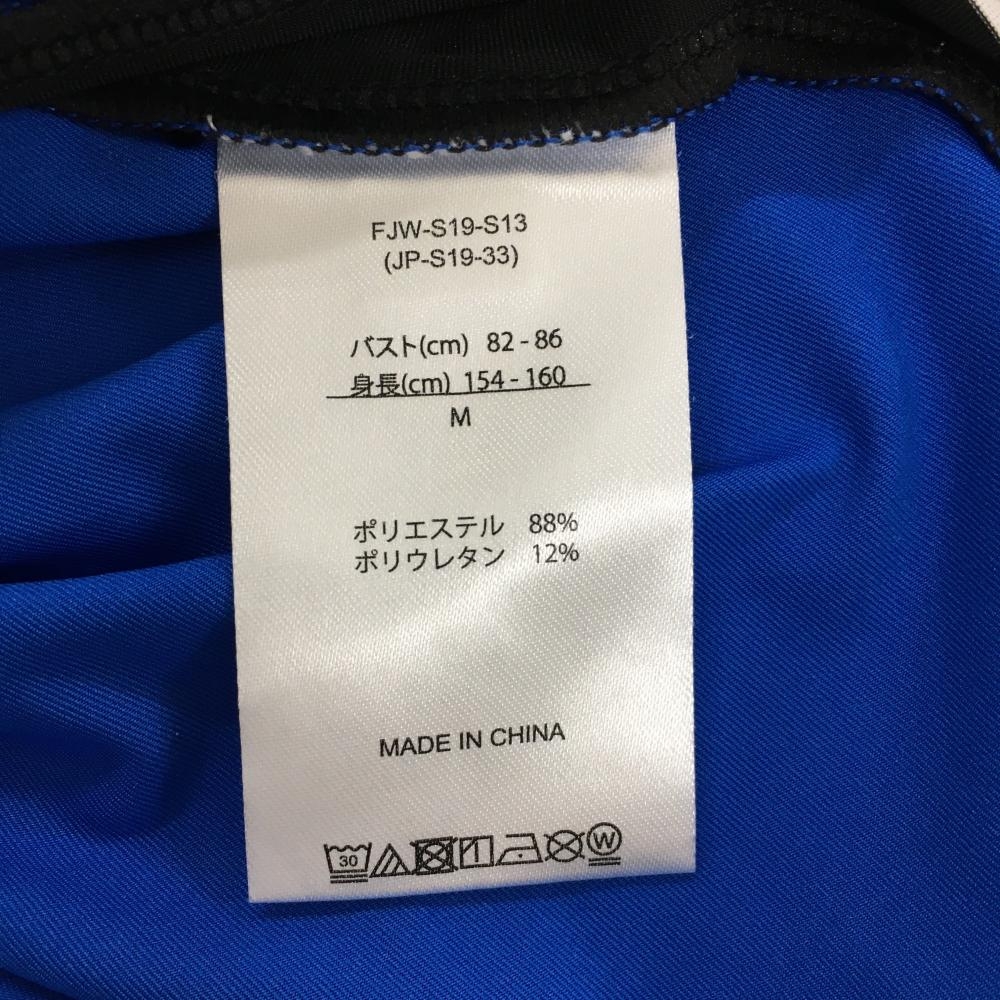 FJW-S19-S13
(JP-S19-33)
バスト(cm) 82 - 86
身長(cm) 154 - 160
M
ポリエステル 88%
ポリウレタン 12%
MADE IN CHINA
30 W